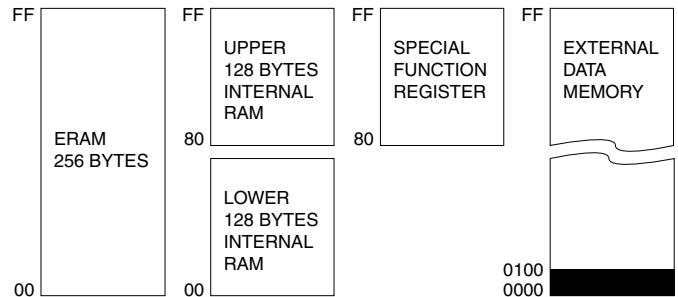 FF
ERAM
256 BYTES
00
FF
UPPER
128 BYTES
INTERNAL
RAM
80
LOWER
128 BYTES
INTERNAL
RAM
00
FF
SPECIAL
FUNCTION
REGISTER
80
FF
EXTERNAL
DATA
MEMORY
0100
0000